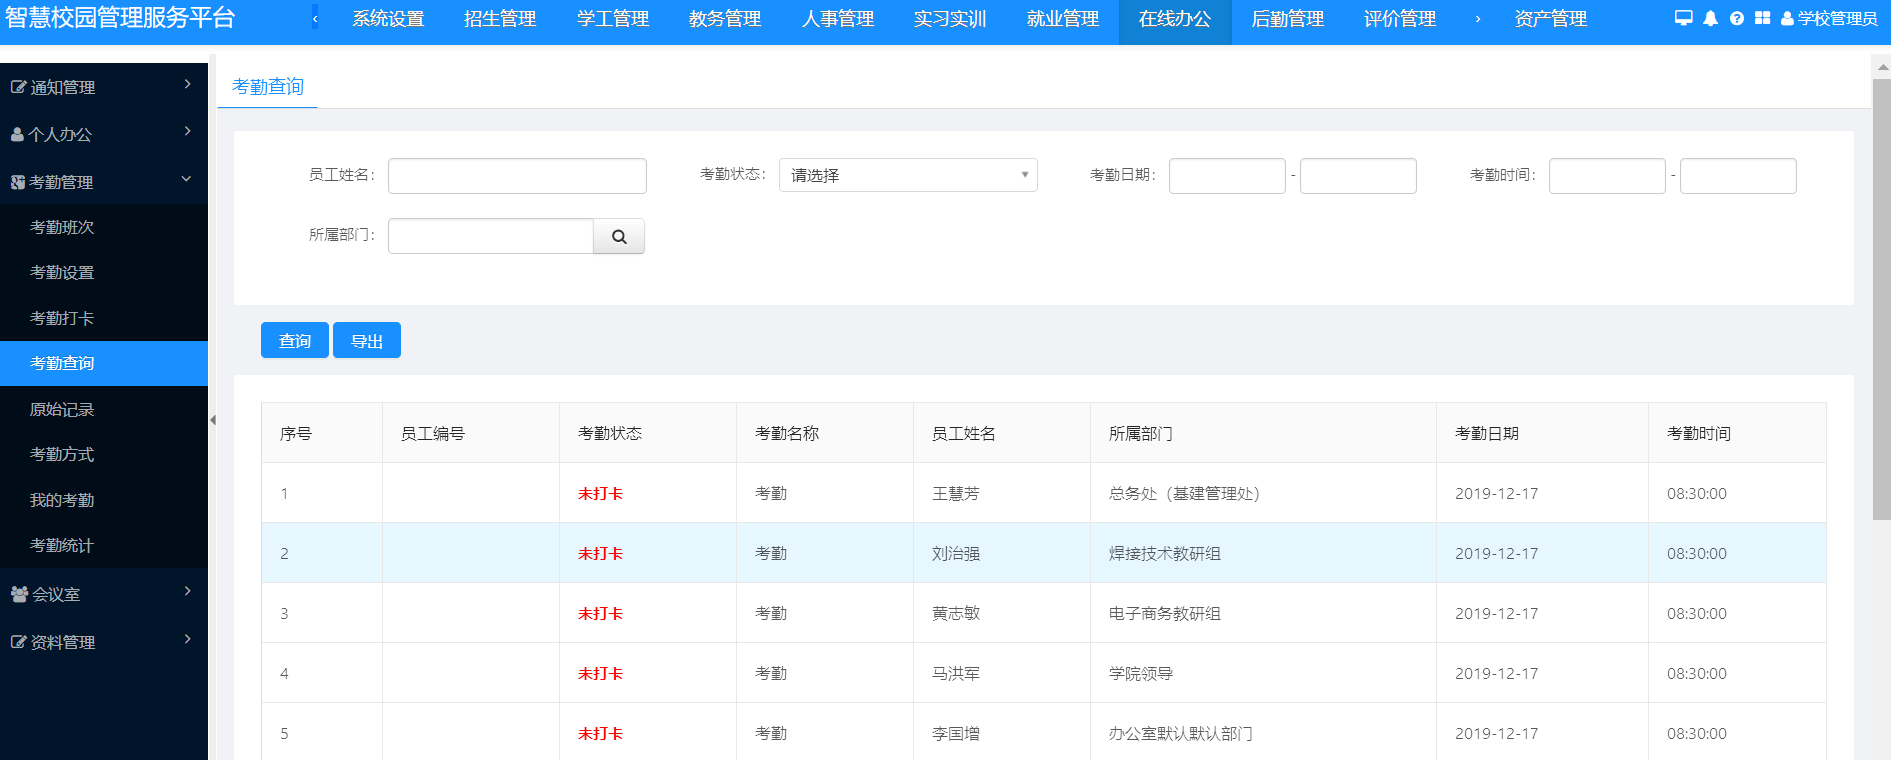 智慧校园管理服务平台 ‹ 系统设置 招生管理 学工管理 教务管理 人事管理 实习实训 就业管理 在线办公 后勤管理 评价管理 › 资产管理 学校管理员
通知管理
个人办公
考勤管理
考勤班次
考勤设置
考勤打卡
考勤查询
原始记录
考勤方式
我的考勤
考勤统计
会议室
资料管理
考勤查询
员工姓名： 考勤状态： 请选择 考勤日期： - 考勤时间： -
所属部门：
查询 导出
序号 员工编号 考勤状态 考勤名称 员工姓名 所属部门 考勤日期 考勤时间
1 未打卡 考勤 王慧芳 总务处（基建管理处） 2019-12-17 08:30:00
2 未打卡 考勤 刘治强 焊接技术教研组 2019-12-17 08:30:00
3 未打卡 考勤 黄志敏 电子商务教研组 2019-12-17 08:30:00
4 未打卡 考勤 马洪军 学院领导 2019-12-17 08:30:00
5 未打卡 考勤 李国增 办公室默认默认部门 2019-12-17 08:30:00